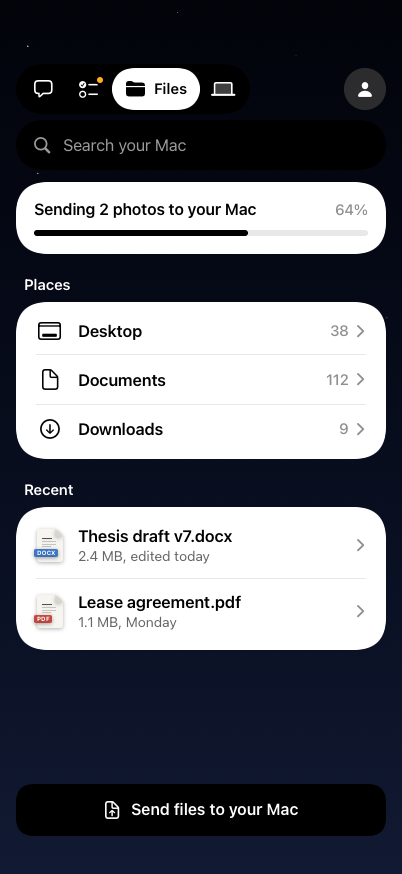 Files
Search your Mac
Sending 2 photos to your Mac 64%
Places
Desktop 38
Documents 112
Downloads 9
Recent
DOCX
Thesis draft v7.docx
2.4 MB, edited today
PDF
Lease agreement.pdf
1.1 MB, Monday
Send files to your Mac